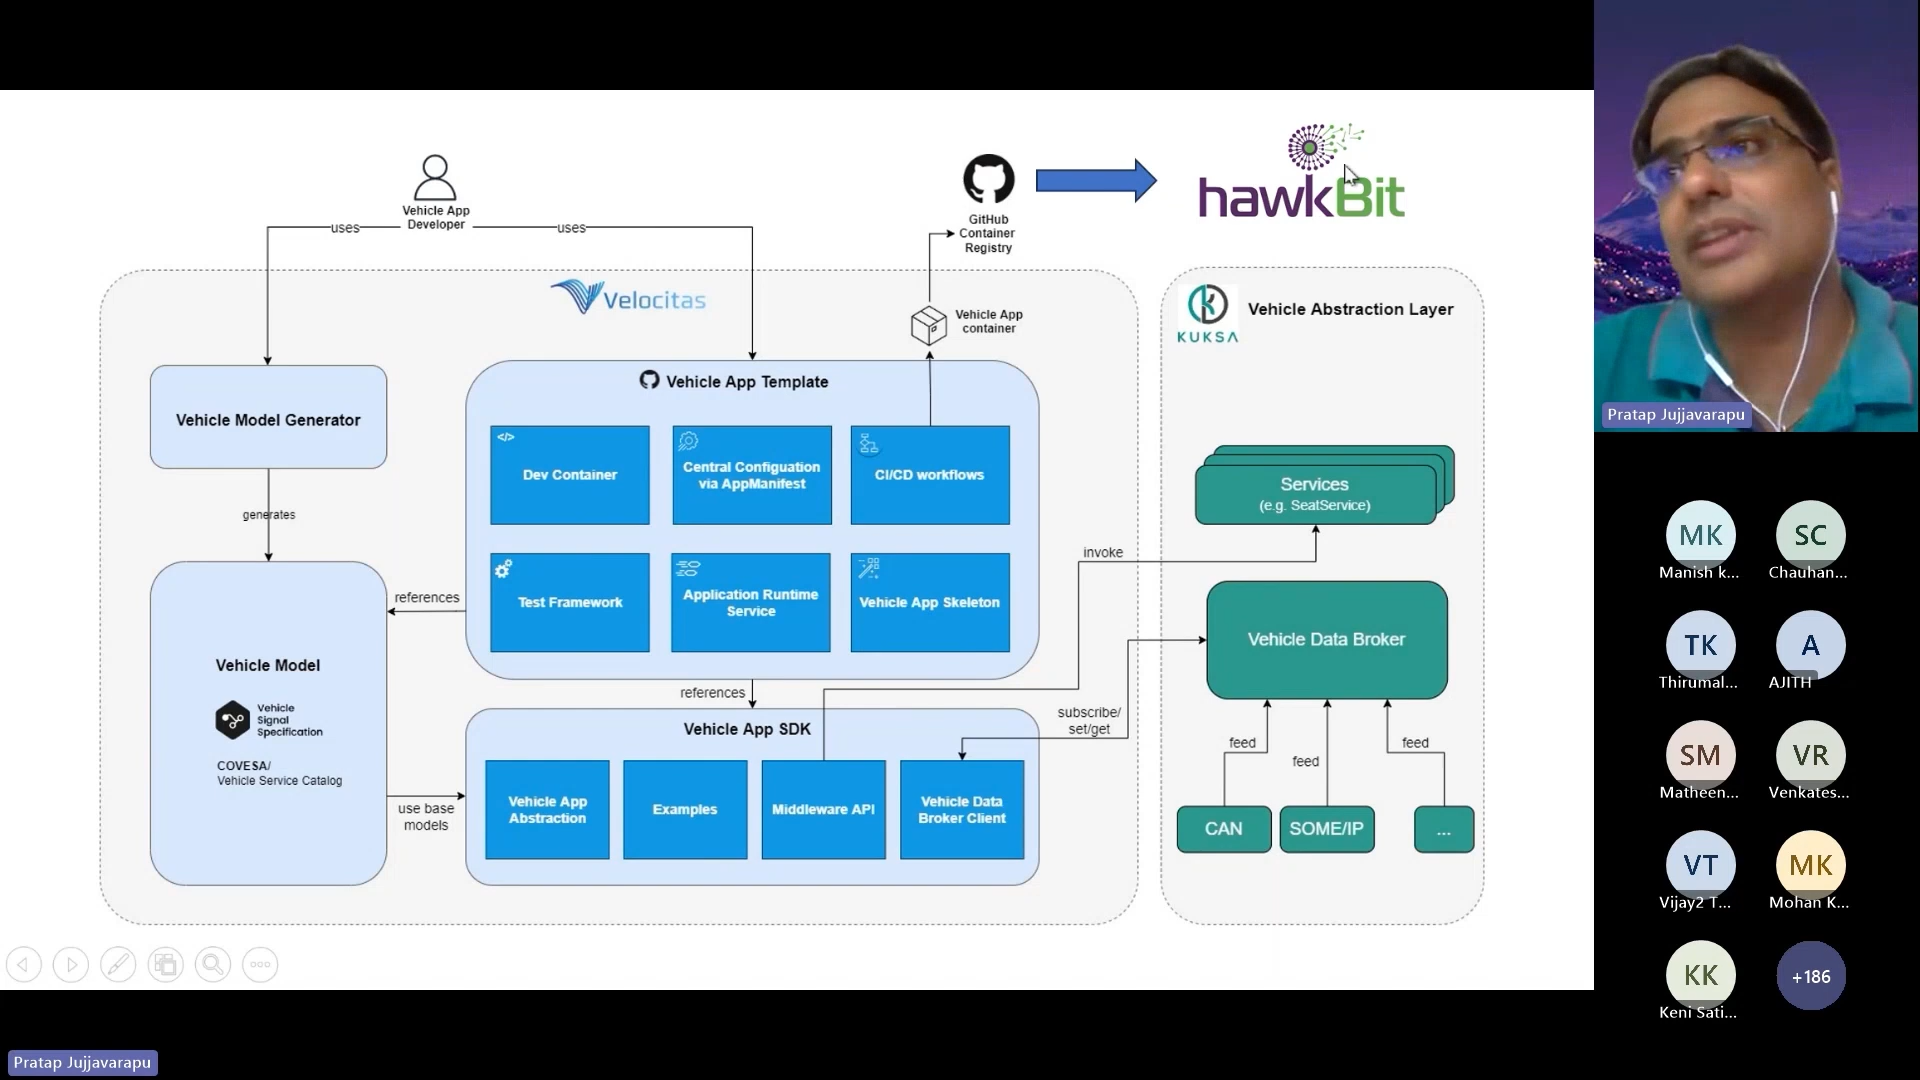 Vehicle App
Developer
uses
uses
GitHub
Container
Registry
hawkBit
Velocitas
Vehicle App
container
KUKSA
Vehicle Abstraction Layer
Vehicle Model Generator
Vehicle App Template
</>
Dev Container
Central Configuation
via AppManifest
CI/CD workflows
Test Framework
Application Runtime
Service
Vehicle App Skeleton
generates
references
Vehicle Model
Vehicle
Signal
Specification
COVESA/
Vehicle Service Catalog
use base
models
references
Vehicle App SDK
Vehicle App
Abstraction
Examples
Middleware API
Vehicle Data
Broker Client
invoke
subscribe/
set/get
Services
(e.g. SeatService)
Vehicle Data Broker
feed
feed
feed
CAN
SOME/IP
...
Pratap Jujjavarapu
MK
Manish k...
SC
Chauhan...
TK
Thirumal...
A
AJITH
SM
Matheen...
VR
Venkates...
VT
Vijay2 T...
MK
Mohan K...
KK
Keni Sati...
+186
Pratap Jujjavarapu